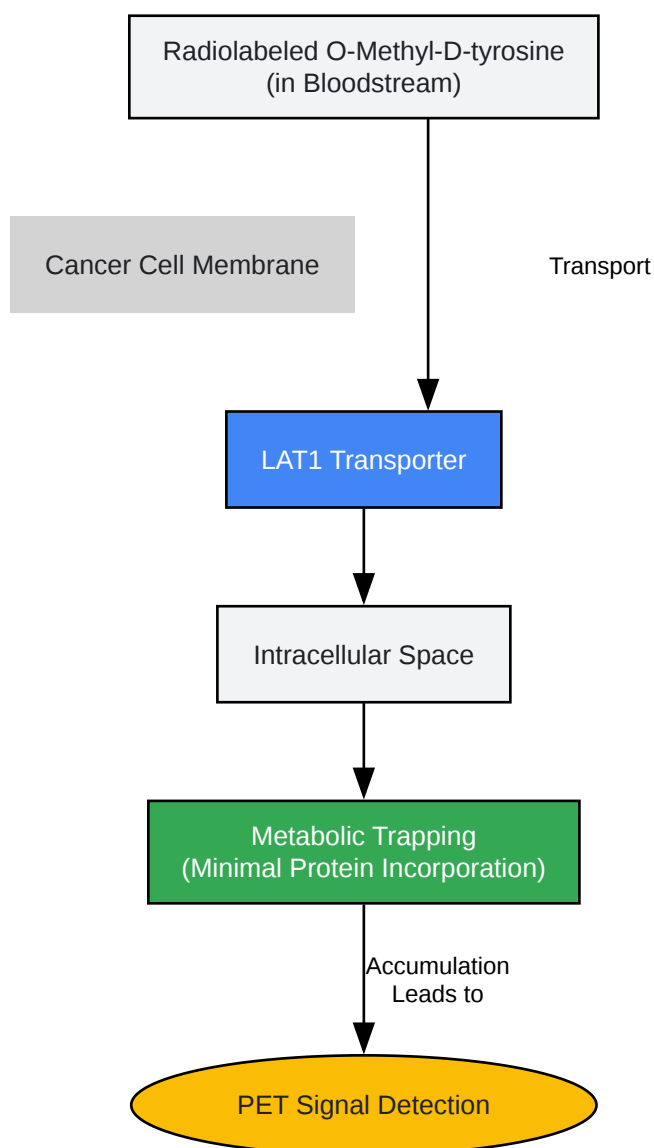 Radiolabeled O-Methyl-D-tyrosine
(in Bloodstream)
Cancer Cell Membrane
Transport
LAT1 Transporter
Intracellular Space
Metabolic Trapping
(Minimal Protein Incorporation)
Accumulation
Leads to
PET Signal Detection